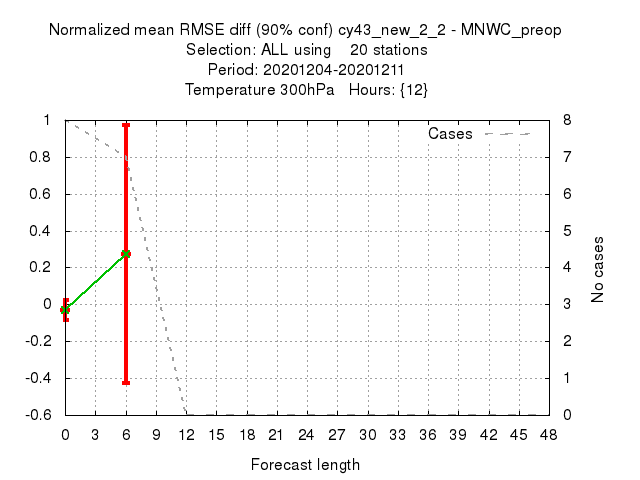 Normalized mean RMSE diff (90% conf) cy43_new_2_2 - MNWC_preop
Selection: ALL using 20 stations
Period: 20201204-20201211
Temperature 300hPa Hours: {12}
Cases
1
0.8
0.6
0.4
0.2
0
-0.2
-0.4
-0.6
8
7
6
5
4
3
2
1
0
No cases
0 3 6 9 12 15 18 21 24 27 30 33 36 39 42 45 48
Forecast length